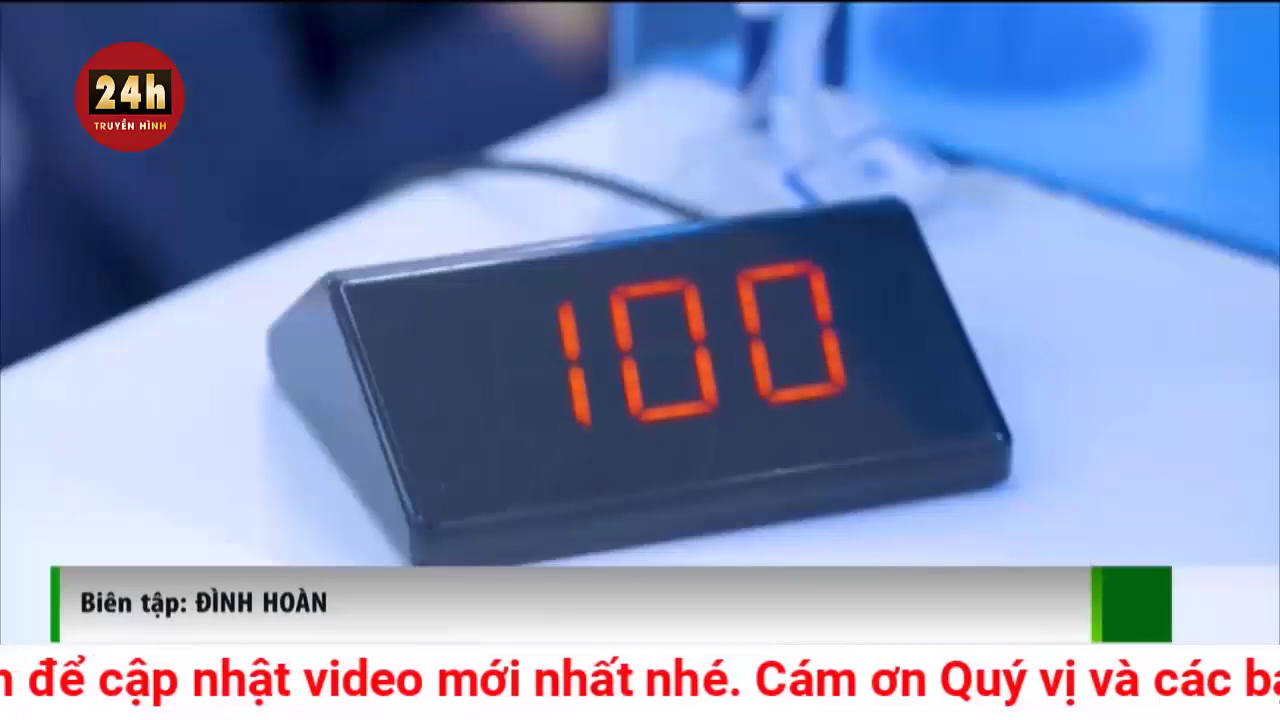 24h
TRUYỀN HÌNH
100
Biên tập: ĐÌNH HOÀN
để cập nhật video mới nhất nhé. Cám ơn Quý vị và các